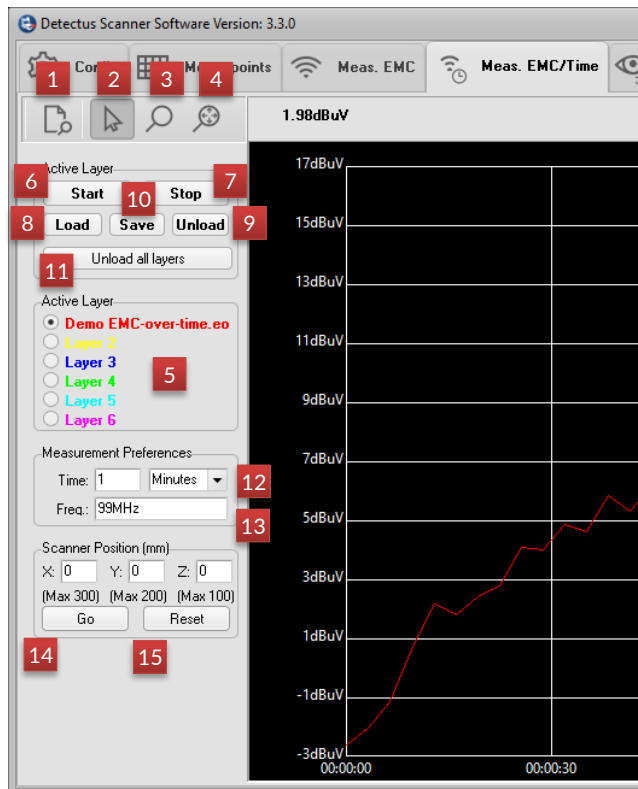 Detectus Scanner Software Version: 3.3.0
Meas. EMC
Meas. EMC/Time
1 2 3 4
1.98dBuV
Active Layer
6 7
Start Stop
10
8 9
Load Save Unload
Unload all layers
11
Active Layer
Demo EMC-over-time.eo
Layer 2
Layer 3
Layer 4
Layer 5
Layer 6
5
Measurement Preferences
Time: 1 Minutes
12
Freq.: 99MHz
13
Scanner Position (mm)
X: 0 Y: 0 Z: 0
(Max 300) (Max 200) (Max 100)
Go Reset
14 15
17dBuV
15dBuV
13dBuV
11dBuV
9dBuV
7dBuV
5dBuV
3dBuV
1dBuV
-1dBuV
-3dBuV
00:00:00 00:00:30